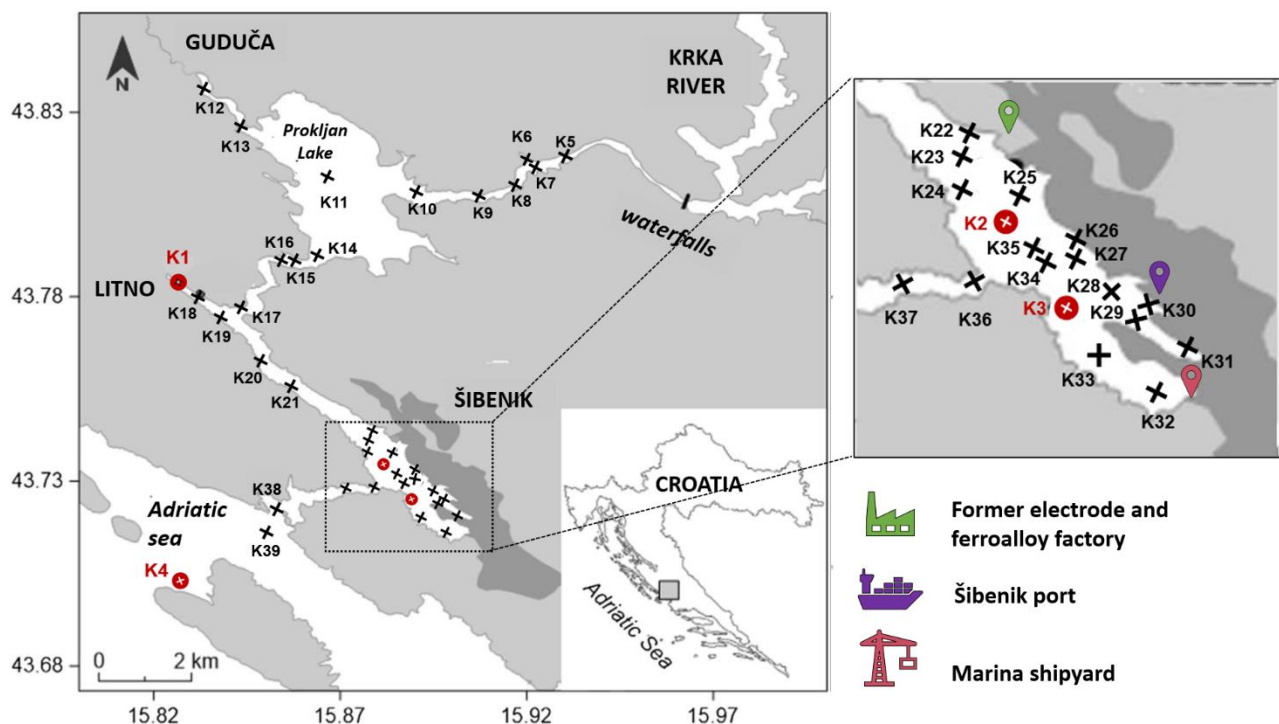 GUDUČA
KRKA
RIVER
N
43.83
43.78
43.73
43.68
K12
K13
Prokljan
Lake
K11
K6
K5
K7
K8
K9
K10
waterfalls
K16
K14
K15
K1
LITNO
K18
K19
K17
K20
K21
ŠIBENIK
K38
K39
Adriatic
sea
K4
0 2 km
15.82 15.87 15.92 15.97
CROATIA
Adriatic Sea
K22
K23
K24
K25
K2
K26
K27
K35
K34
K28
K29
K30
K3
K37
K36
K31
K33
K32
Former electrode and
ferroalloy factory
Šibenik port
Marina shipyard